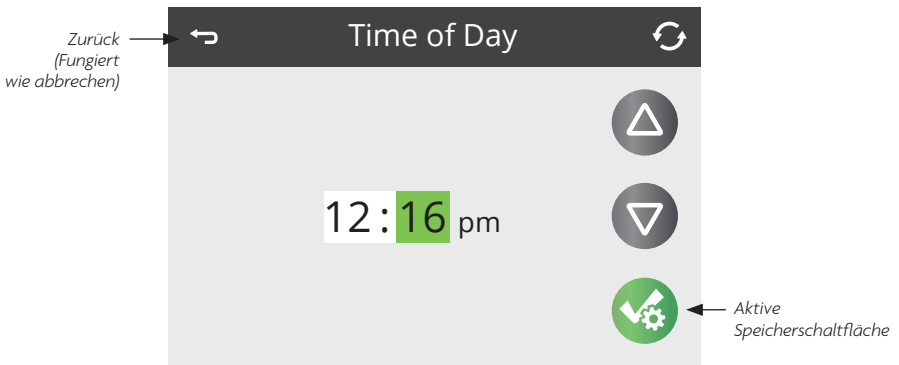 Zurück
(Fungiert
wie abbrechen)
Time of Day
12:16 pm
Aktive
Speicherschaltfläche